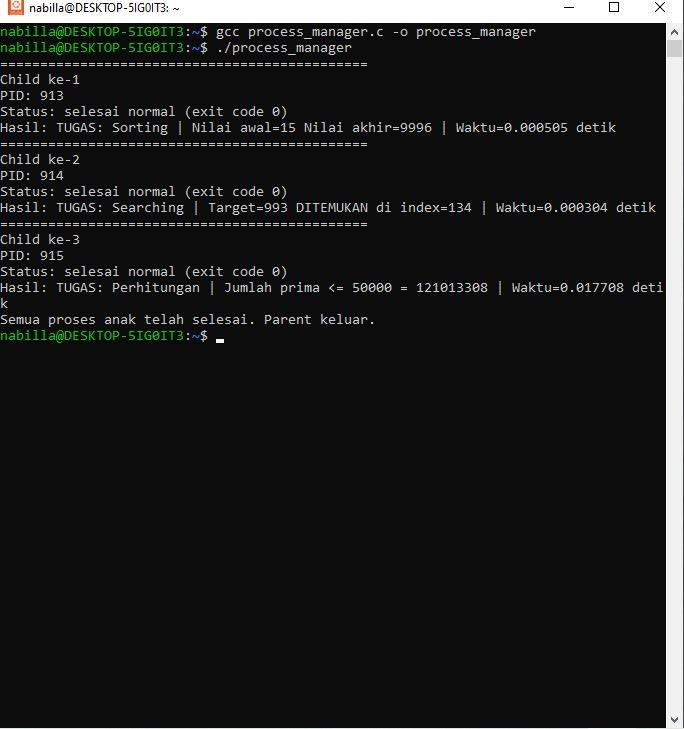 nabilla@DESKTOP-5IG0IT3: ~
nabilla@DESKTOP-5IG0IT3:~$ gcc process_manager.c -o process_manager
nabilla@DESKTOP-5IG0IT3:~$ ./process_manager
==============================================
Child ke-1
PID: 913
Status: selesai normal (exit code 0)
Hasil: TUGAS: Sorting | Nilai awal=15 Nilai akhir=9996 | Waktu=0.000505 detik
==============================================
Child ke-2
PID: 914
Status: selesai normal (exit code 0)
Hasil: TUGAS: Searching | Target=993 DITEMUKAN di index=134 | Waktu=0.000304 detik
==============================================
Child ke-3
PID: 915
Status: selesai normal (exit code 0)
Hasil: TUGAS: Perhitungan | Jumlah prima <= 50000 = 121013308 | Waktu=0.017708 deti
k
Semua proses anak telah selesai. Parent keluar.
nabilla@DESKTOP-5IG0IT3:~$